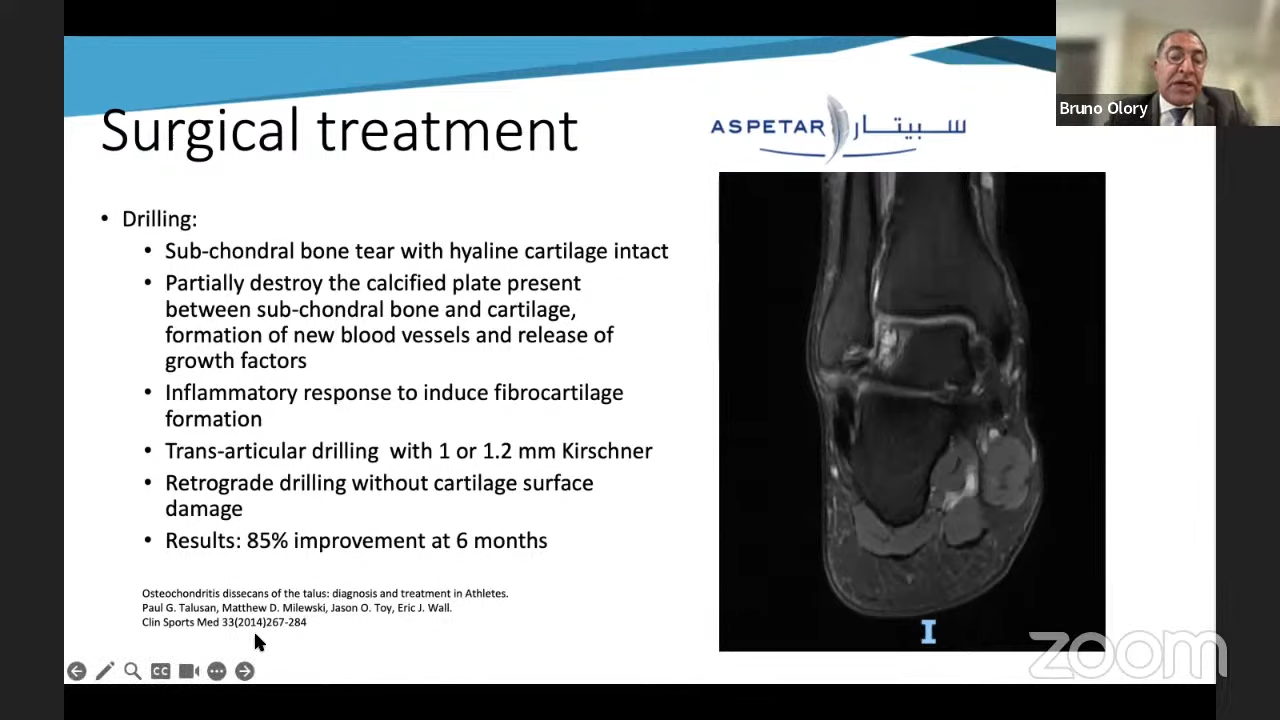 Surgical treatment
ASPETAR سبيتار
Bruno Olory
• Drilling:
• Sub-chondral bone tear with hyaline cartilage intact
• Partially destroy the calcified plate present
between sub-chondral bone and cartilage,
formation of new blood vessels and release of
growth factors
• Inflammatory response to induce fibrocartilage
formation
• Trans-articular drilling with 1 or 1.2 mm Kirschner
• Retrograde drilling without cartilage surface
damage
• Results: 85% improvement at 6 months
Osteochondritis dissecans of the talus: diagnosis and treatment in Athletes.
Paul G. Talusan, Matthew D. Milewski, Jason O. Toy, Eric J. Wall.
Clin Sports Med 33(2014)267-284
I
CC
zoom